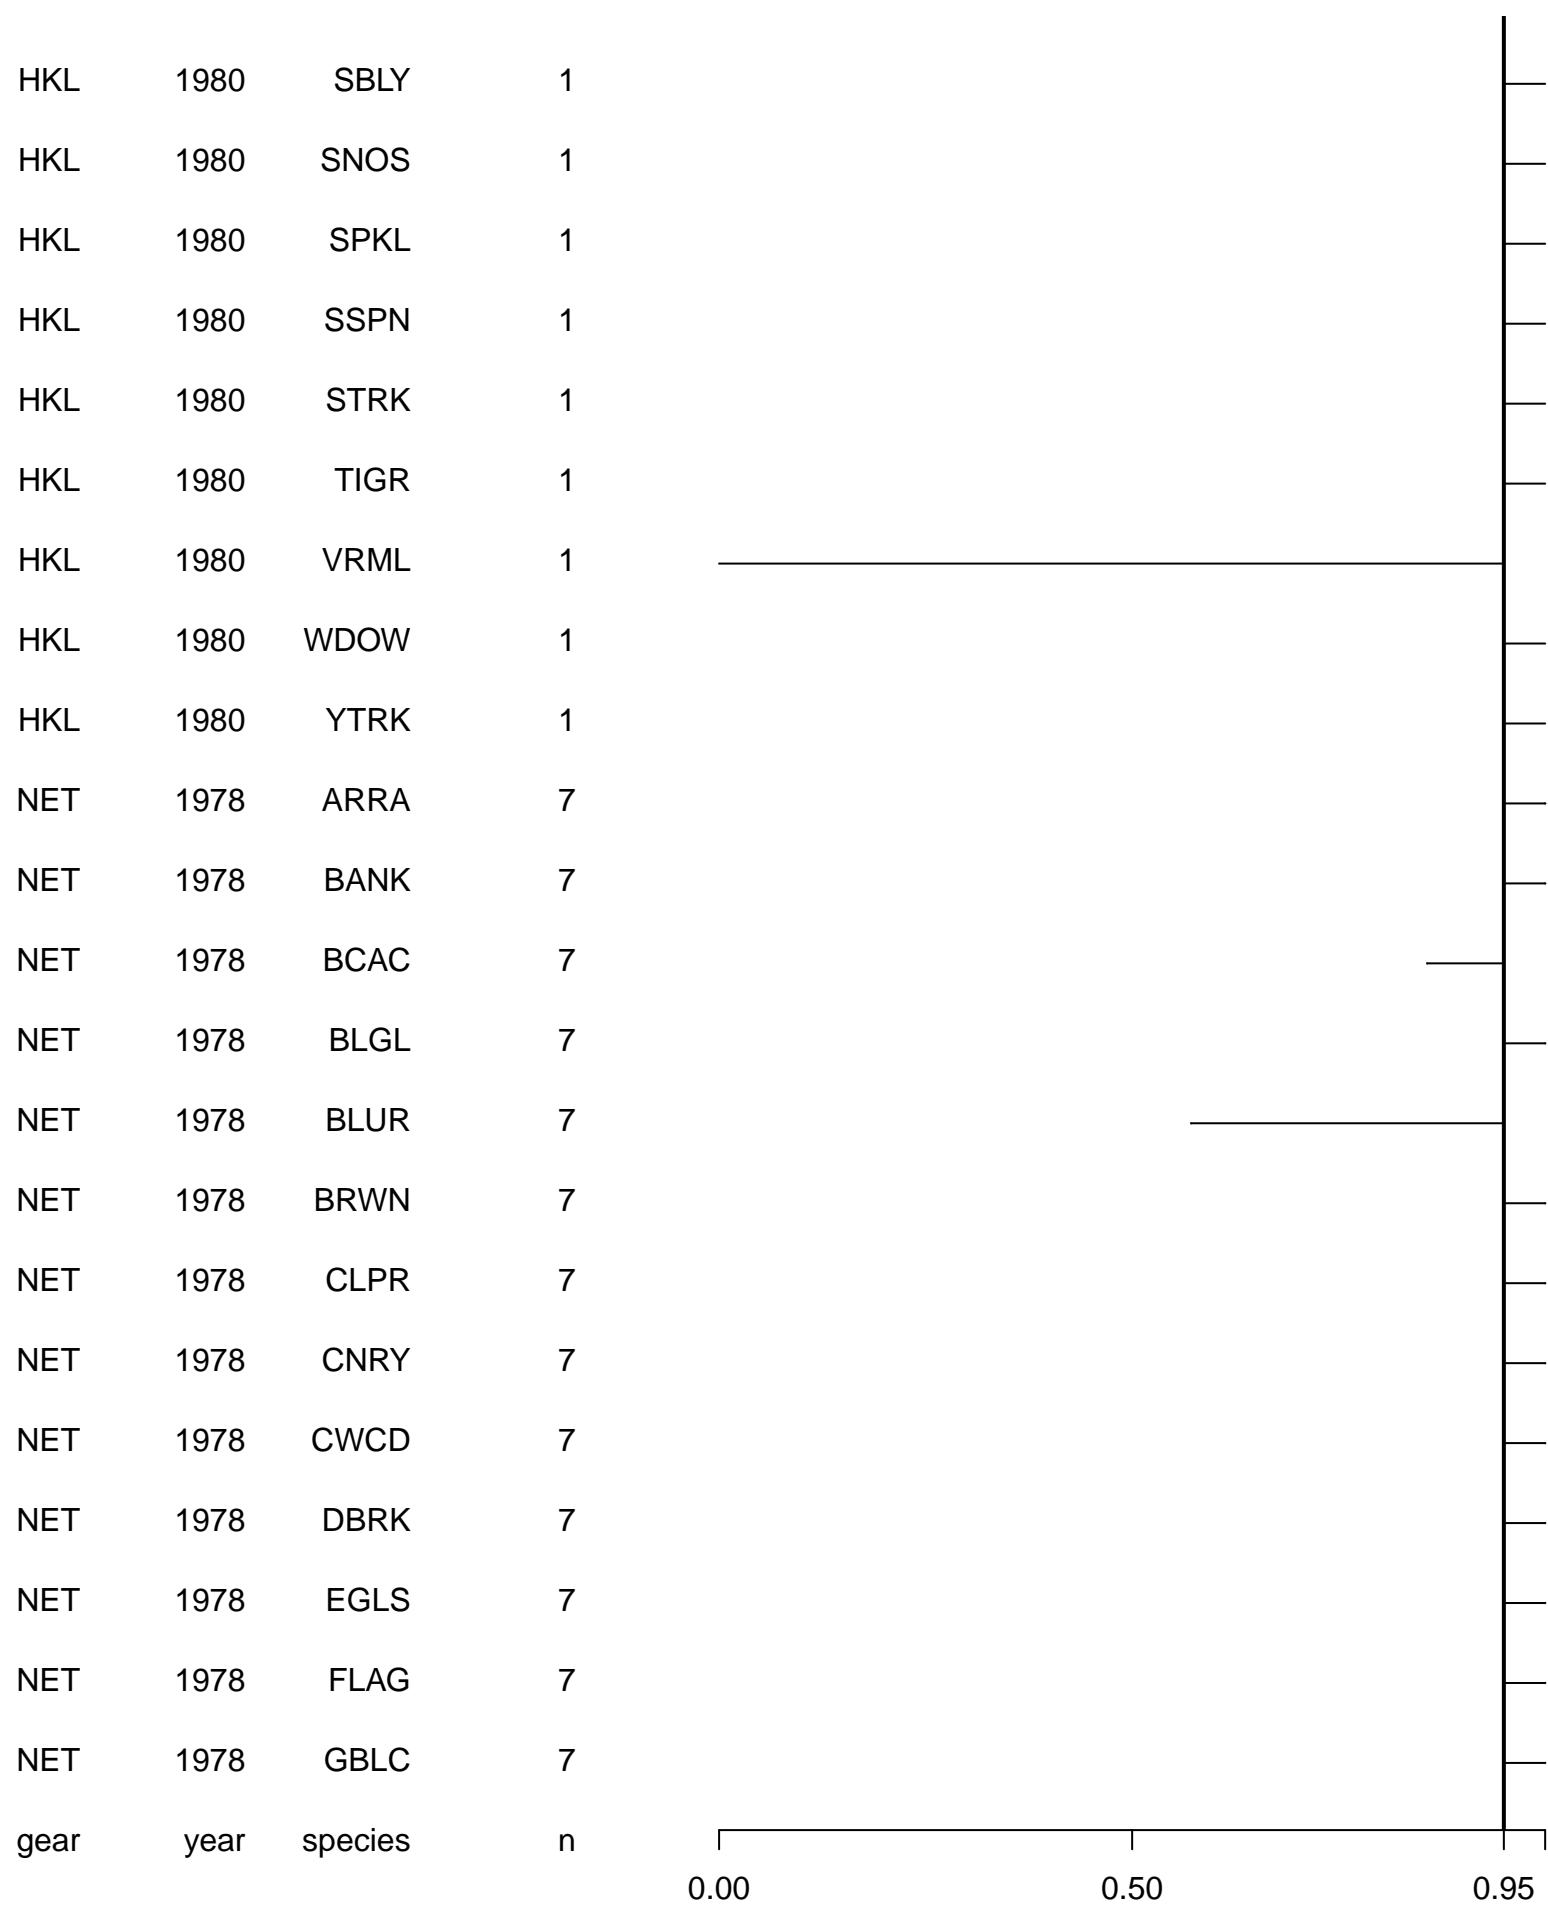 HKL 1980 SBLY 1
HKL 1980 SNOS 1
HKL 1980 SPKL 1
HKL 1980 SSPN 1
HKL 1980 STRK 1
HKL 1980 TIGR 1
HKL 1980 VRML 1
HKL 1980 WDOW 1
HKL 1980 YTRK 1
NET 1978 ARRA 7
NET 1978 BANK 7
NET 1978 BCAC 7
NET 1978 BLGL 7
NET 1978 BLUR 7
NET 1978 BRWN 7
NET 1978 CLPR 7
NET 1978 CNRY 7
NET 1978 CWCD 7
NET 1978 DBRK 7
NET 1978 EGLS 7
NET 1978 FLAG 7
NET 1978 GBLC 7
gear year species n
0.00 0.50 0.95